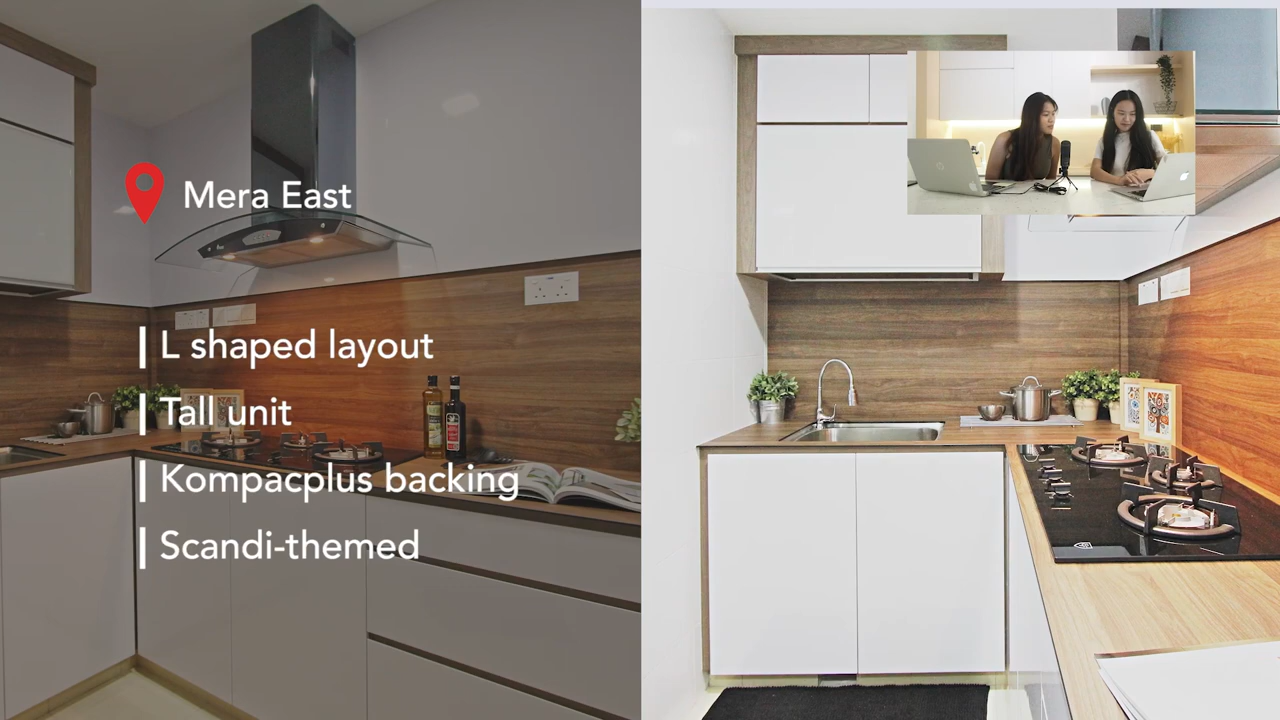 Mera East
L shaped layout
Tall unit
Kompacplus backing
Scandi-themed